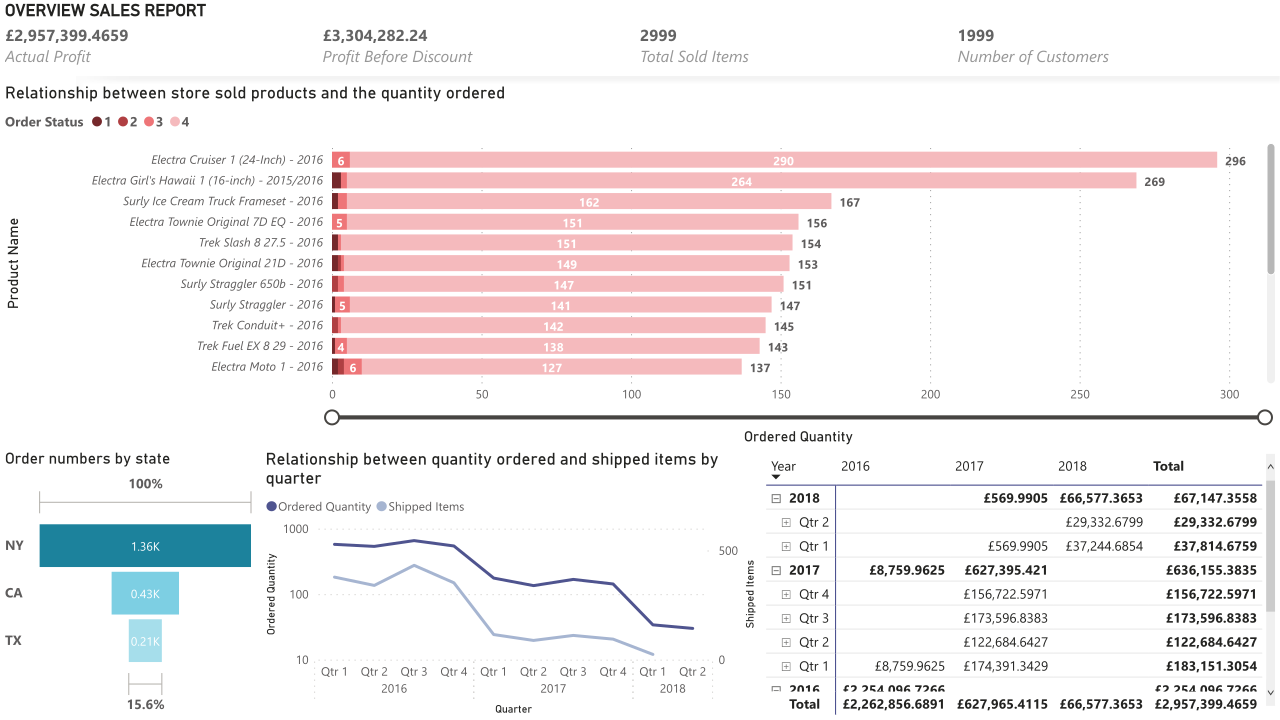 OVERVIEW SALES REPORT
£2,957,399.4659 £3,304,282.24 2999 1999
Actual Profit Profit Before Discount Total Sold Items Number of Customers
Relationship between store sold products and the quantity ordered
Order Status 1 2 3 4
Product Name
Electra Cruiser 1 (24-Inch) - 2016 6 290 296
Electra Girl's Hawaii 1 (16-inch) - 2015/2016 264 269
Surly Ice Cream Truck Frameset - 2016 162 167
Electra Townie Original 7D EQ - 2016 5 151 156
Trek Slash 8 27.5 - 2016 151 154
Electra Townie Original 21D - 2016 149 153
Surly Straggler 650b - 2016 147 151
Surly Straggler - 2016 5 141 147
Trek Conduit+ - 2016 142 145
Trek Fuel EX 8 29 - 2016 4 138 143
Electra Moto 1 - 2016 6 127 137
0 50 100 150 200 250 300
Ordered Quantity
Order numbers by state
100%
NY 1.36K
CA 0.43K
TX 0.21K
15.6%
Relationship between quantity ordered and shipped items by
quarter
Ordered Quantity Shipped Items
Ordered Quantity
1000
100
10
500
0
Shipped Items
Qtr 1 Qtr 2 Qtr 3 Qtr 4 Qtr 1 Qtr 2 Qtr 3 Qtr 4 Qtr 1 Qtr 2
2016 2017 2018
Quarter
Year 2016 2017 2018 Total
2018 £569.9905 £66,577.3653 £67,147.3558
Qtr 2 £29,332.6799 £29,332.6799
Qtr 1 £569.9905 £37,244.6854 £37,814.6759
2017 £8,759.9625 £627,395.421 £636,155.3835
Qtr 4 £156,722.5971 £156,722.5971
Qtr 3 £173,596.8383 £173,596.8383
Qtr 2 £122,684.6427 £122,684.6427
Qtr 1 £8,759.9625 £174,391.3429 £183,151.3054
2016 £2,254,096.7266 £2,254,096.7266
Total £2,262,856.6891 £627,965.4115 £66,577.3653 £2,957,399.4659